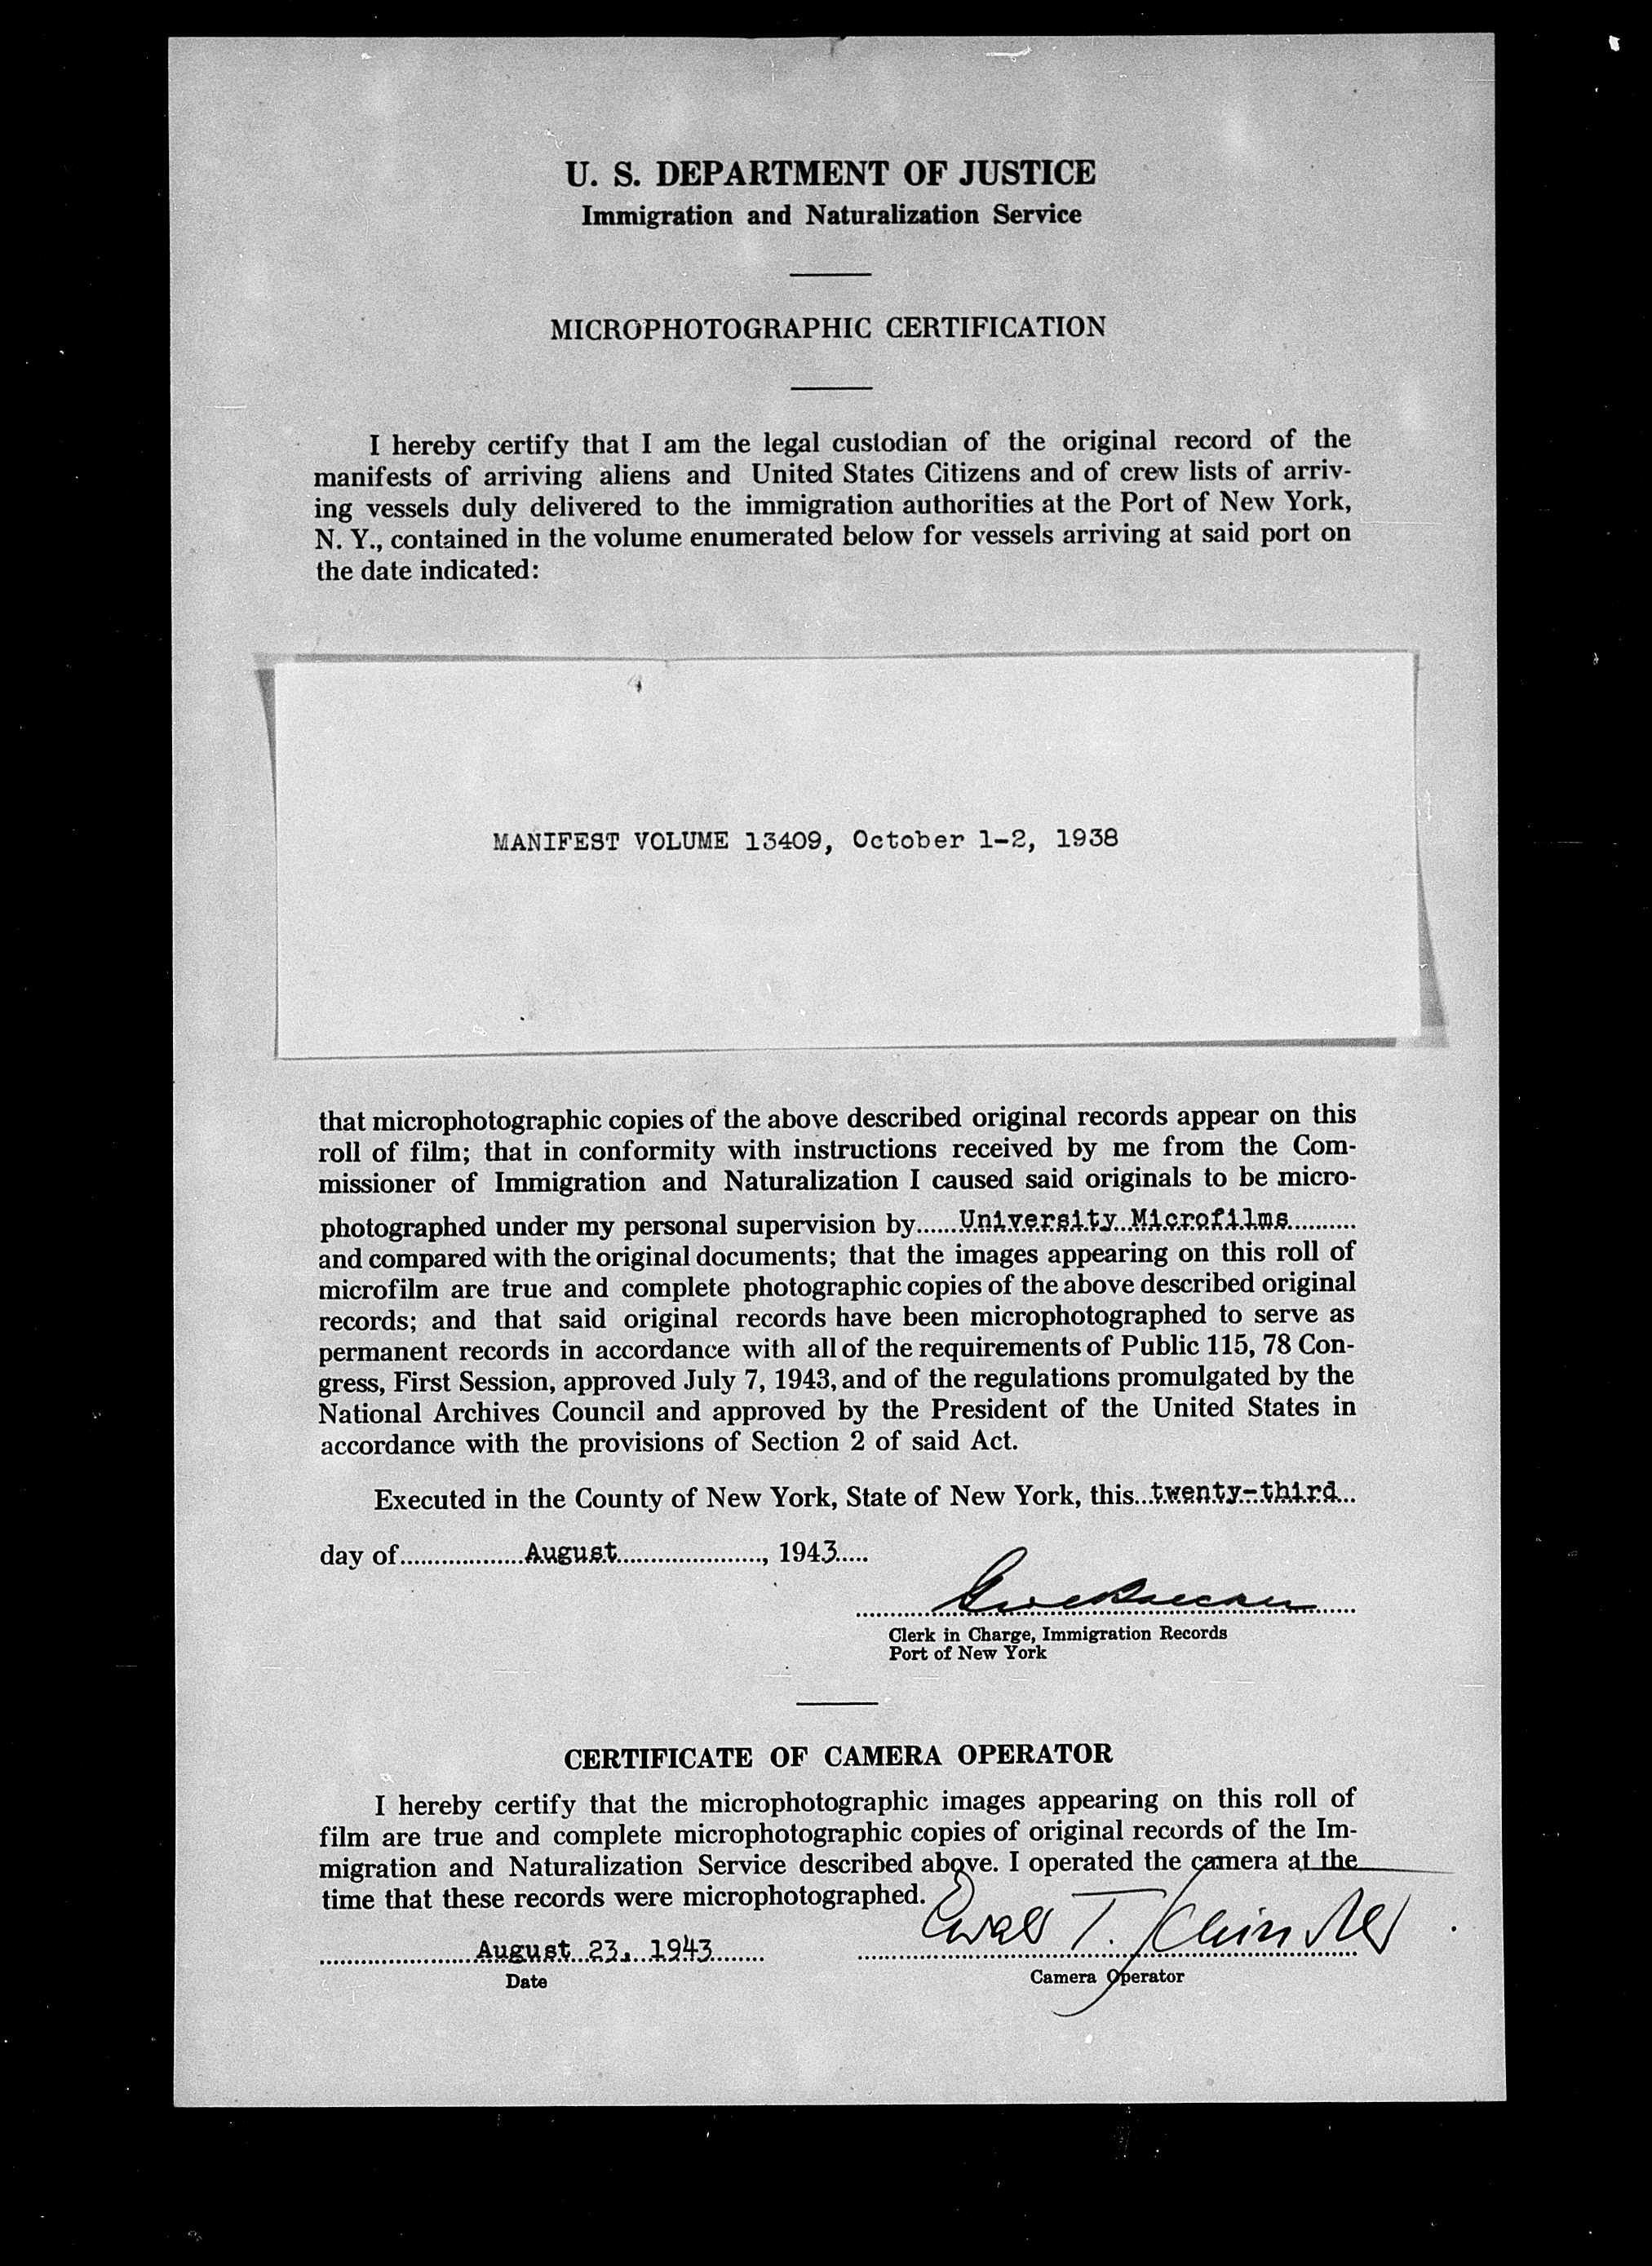 U. S. DEPARTMENT OF JUSTICE
Immigration and Naturalization Service
MICROPHOTOGRAPHIC CERTIFICATION
I hereby certify that I am the legal custodian of the original record of the
manifests of arriving aliens and United States Citizens and of crew lists of arriv-
ing vessels duly delivered to the immigration authorities at the Port of New York,
N. Y., contained in the volume enumerated below for vessels arriving at said port on
the date indicated:
MANIFEST VOLUME 13409, October 1-2, 1938
that microphotographic copies of the above described original records appear on this
roll of film; that in conformity with instructions received by me from the Com-
missioner of Immigration and Naturalization I caused said originals to be micro-
photographed under my personal supervision by......University Microfilms..........
and compared with the original documents; that the images appearing on this roll of
microfilm are true and complete photographic copies of the above described original
records; and that said original records have been microphotographed to serve as
permanent records in accordance with all of the requirements of Public 115, 78 Con-
gress, First Session, approved July 7, 1943, and of the regulations promulgated by the
National Archives Council and approved by the President of the United States in
accordance with the provisions of Section 2 of said Act.
Executed in the County of New York, State of New York, this...twenty-third...
day of..................August....................., 1943.....
Clerk in Charge, Immigration Records
Port of New York
CERTIFICATE OF CAMERA OPERATOR
I hereby certify that the microphotographic images appearing on this roll of
film are true and complete microphotographic copies of original records of the Im-
migration and Naturalization Service described above. I operated the camera at the
time that these records were microphotographed.
August 23, 1943
T.
Date
Camera Operator